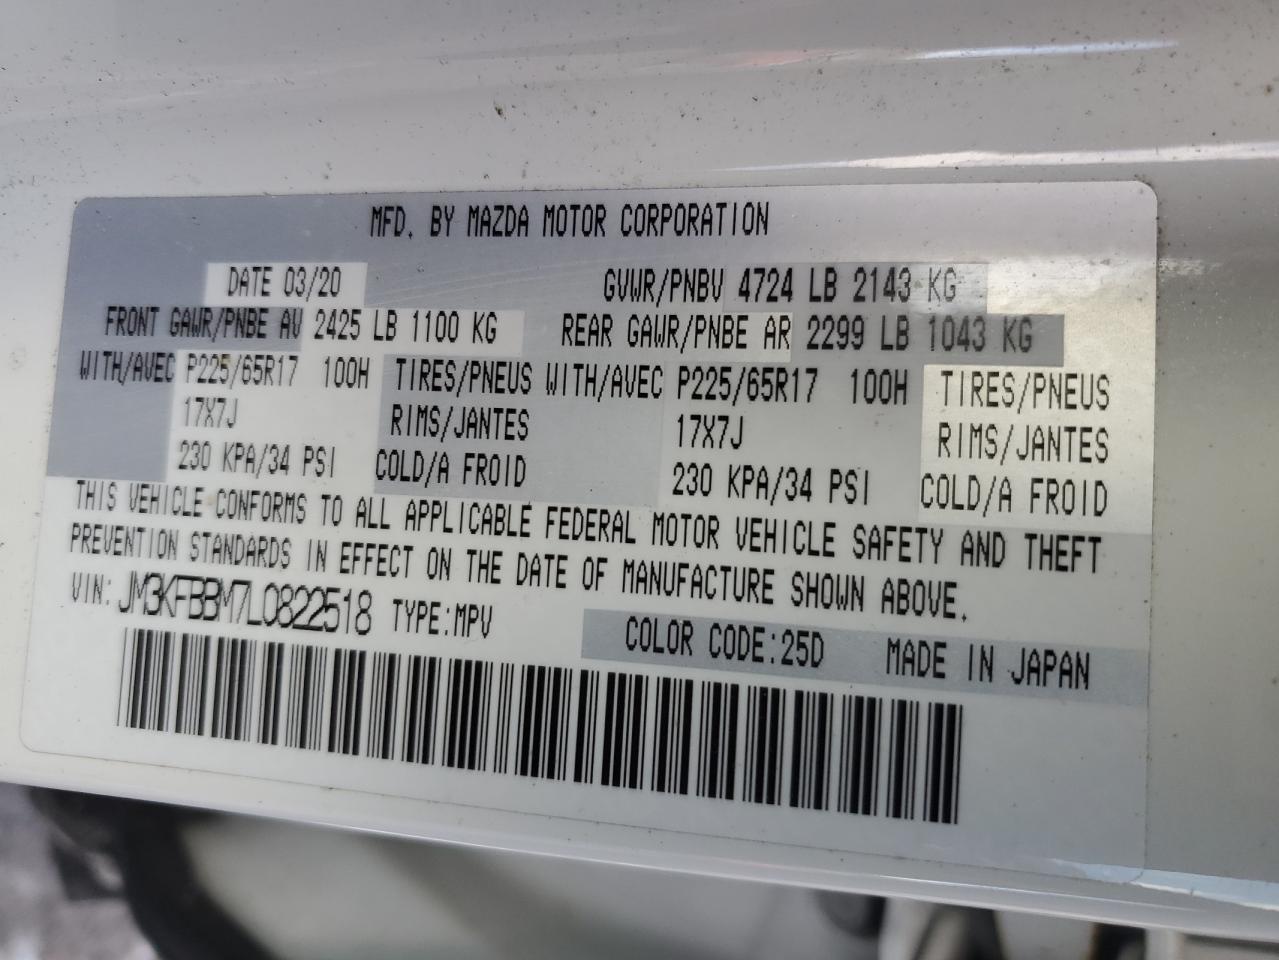 MFD. BY MAZDA MOTOR CORPORATION
DATE 03/20 GVWR/PNBV 4724 LB 2143 KG
FRONT GAWR/PNBE AV 2425 LB 1100 KG REAR GAWR/PNBE AR 2299 LB 1043 KG
WITH/AVEC P225/65R17 100H TIRES/PNEUS WITH/AVEC P225/65R17 100H TIRES/PNEUS
17X7J RIMS/JANTES 17X7J RIMS/JANTES
230 KPA/34 PSI COLD/A FROID 230 KPA/34 PSI COLD/A FROID
THIS VEHICLE CONFORMS TO ALL APPLICABLE FEDERAL MOTOR VEHICLE SAFETY AND THEFT
PREVENTION STANDARDS IN EFFECT ON THE DATE OF MANUFACTURE SHOWN ABOVE.
VIN: JM3KFBBM7L0822518 TYPE:MPV COLOR CODE:25D MADE IN JAPAN